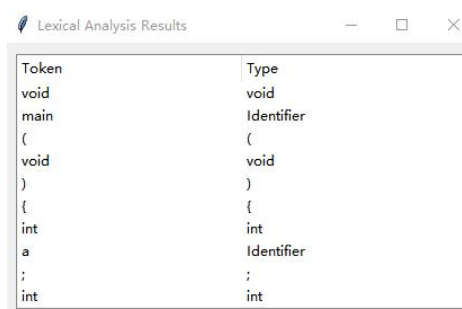 Lexical Analysis Results
Token Type
void void
main Identifier
( (
void void
) )
{ {
int int
a Identifier
; ;
int int